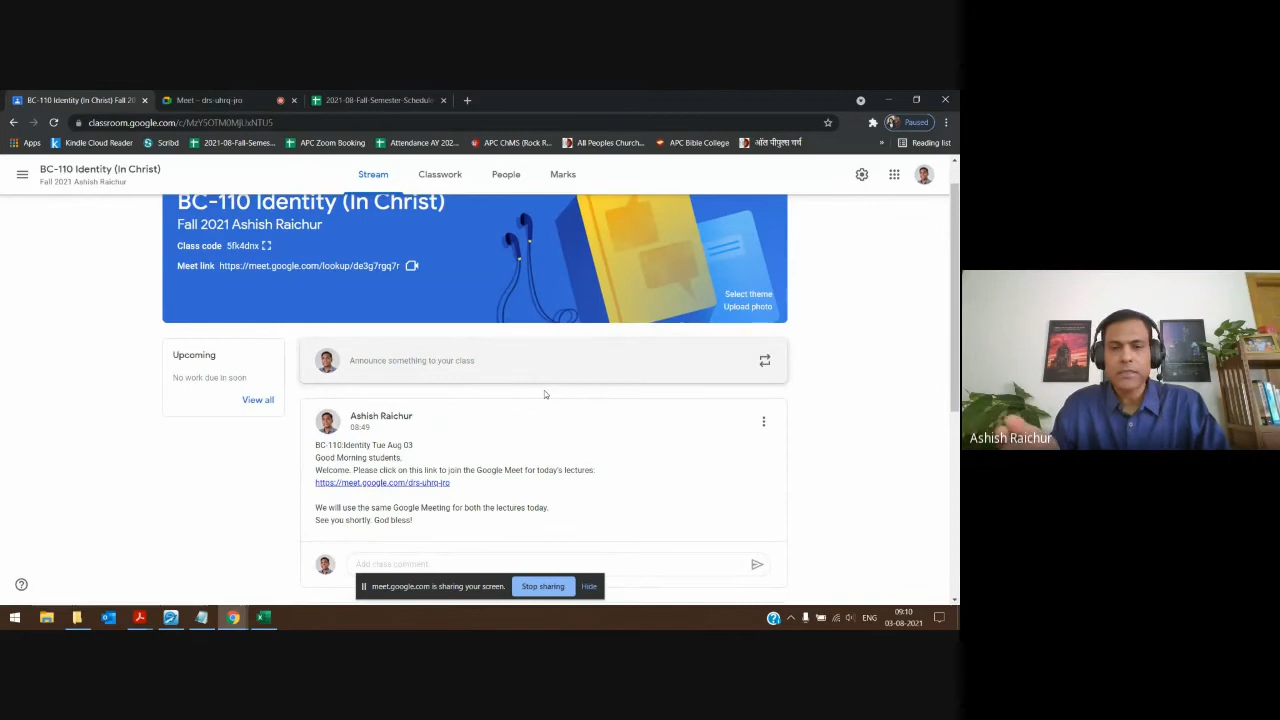 BC-110 Identity (In Christ) Fall 20
Meet – drs-uhrq-jro
2021-08-Fall-Semester-Schedule
classroom.google.com/c/MzY5OTM0MjUxNTU5
Paused
Apps
Kindle Cloud Reader
Scribd
2021-08-Fall-Semes...
APC Zoom Booking
Attendance AY 202...
APC ChMS (Rock R...
All Peoples Church...
APC Bible College
ऑल पीपुल्स चर्च
Reading list
BC-110 Identity (In Christ)
Fall 2021 Ashish Raichur
Stream
Classwork
People
Marks
BC-110 Identity (In Christ)
Fall 2021 Ashish Raichur
Class code 5fk4dnx
Meet link https://meet.google.com/lookup/de3g7rgq7r
Select theme
Upload photo
Upcoming
No work due in soon
View all
Announce something to your class
Ashish Raichur
08:49
BC-110:Identity Tue Aug 03
Good Morning students,
Welcome. Please click on this link to join the Google Meet for today's lectures:
https://meet.google.com/drs-uhrq-jro
We will use the same Google Meeting for both the lectures today.
See you shortly. God bless!
Add class comment
meet.google.com is sharing your screen.
Stop sharing
Hide
ENG
09:10
03-08-2021
Ashish Raichur